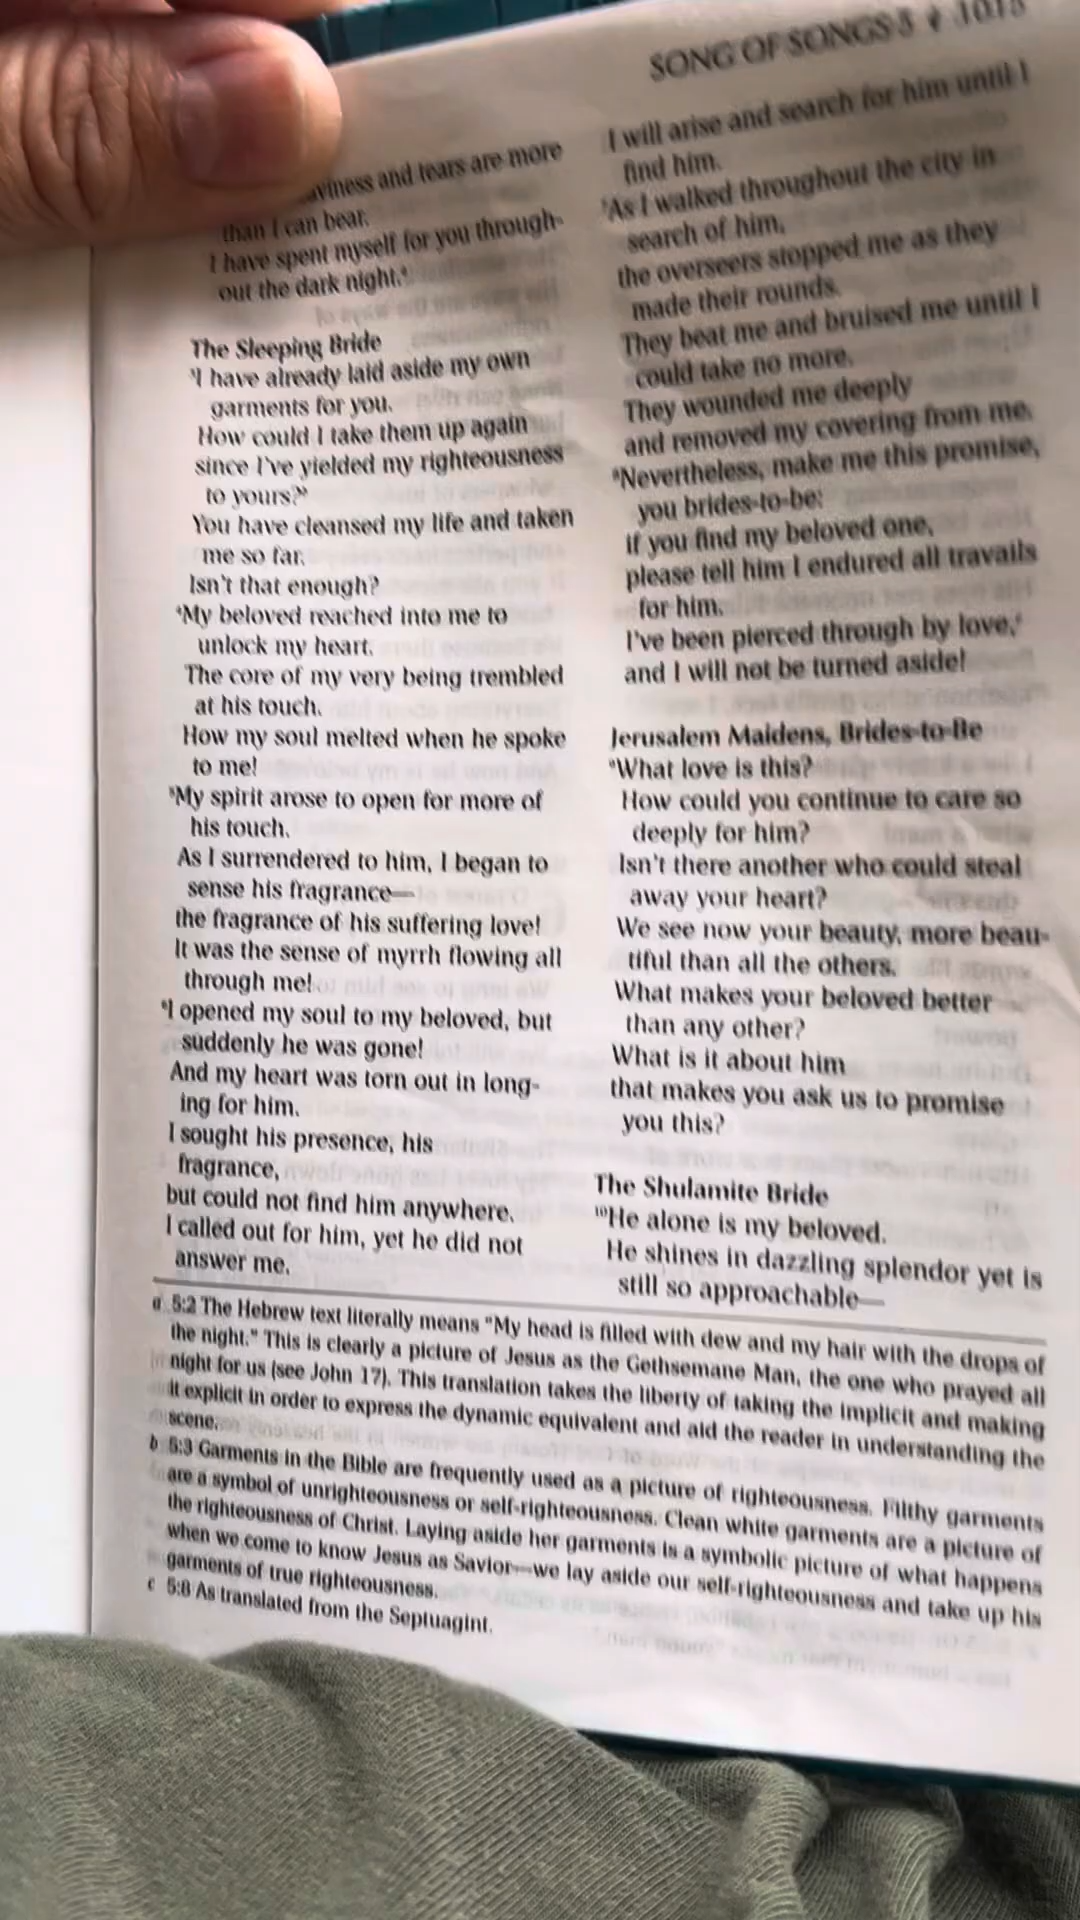 SONG OF SONGS 5 1015
and tears are more
than I can bear.
I have spent myself for you through-
out the dark night.ᵃ
The Sleeping Bride
³I have already laid aside my own
garments for you.
How could I take them up again
since I've yielded my righteousness
to yours?ᵇ
You have cleansed my life and taken
me so far.
Isn't that enough?
⁴My beloved reached into me to
unlock my heart.
The core of my very being trembled
at his touch.
How my soul melted when he spoke
to me!
⁵My spirit arose to open for more of
his touch.
As I surrendered to him, I began to
sense his fragrance—
the fragrance of his suffering love!
It was the sense of myrrh flowing all
through me!
⁶I opened my soul to my beloved, but
suddenly he was gone!
And my heart was torn out in long-
ing for him.
I sought his presence, his
fragrance,
but could not find him anywhere.
I called out for him, yet he did not
answer me.
I will arise and search for him until I
find him.
⁷As I walked throughout the city in
search of him,
the overseers stopped me as they
made their rounds.
They beat me and bruised me until I
could take no more.
They wounded me deeply
and removed my covering from me.
⁸Nevertheless, make me this promise,
you brides-to-be:
if you find my beloved one,
please tell him I endured all travails
for him.
I've been pierced through by love,ᶜ
and I will not be turned aside!
Jerusalem Maidens, Brides-to-Be
⁹What love is this?
How could you continue to care so
deeply for him?
Isn't there another who could steal
away your heart?
We see now your beauty, more beau-
tiful than all the others.
What makes your beloved better
than any other?
What is it about him
that makes you ask us to promise
you this?
The Shulamite Bride
¹⁰He alone is my beloved.
He shines in dazzling splendor yet is
still so approachable—
a 5:2 The Hebrew text literally means "My head is filled with dew and my hair with the drops of
the night." This is clearly a picture of Jesus as the Gethsemane Man, the one who prayed all
night for us (see John 17). This translation takes the liberty of taking the implicit and making
it explicit in order to express the dynamic equivalent and aid the reader in understanding the
scene.
b 5:3 Garments in the Bible are frequently used as a picture of righteousness. Filthy garments
are a symbol of unrighteousness or self-righteousness. Clean white garments are a picture of
the righteousness of Christ. Laying aside her garments is a symbolic picture of what happens
when we come to know Jesus as Savior—we lay aside our self-righteousness and take up his
garments of true righteousness.
c 5:8 As translated from the Septuagint.